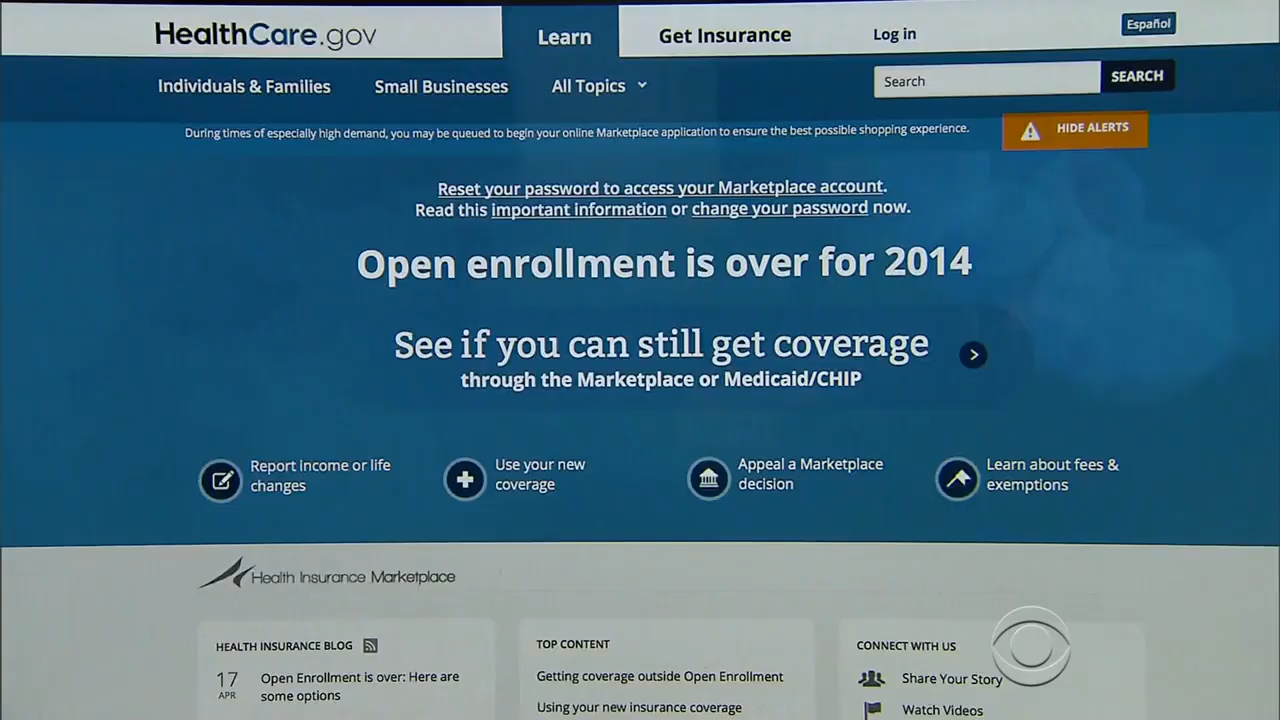 HealthCare.gov
Learn
Get Insurance
Log in
Español
Individuals & Families
Small Businesses
All Topics
Search
SEARCH
During times of especially high demand, you may be queued to begin your online Marketplace application to ensure the best possible shopping experience.
HIDE ALERTS
Reset your password to access your Marketplace account.
Read this important information or change your password now.
Open enrollment is over for 2014
See if you can still get coverage
through the Marketplace or Medicaid/CHIP
Report income or life
changes
Use your new
coverage
Appeal a Marketplace
decision
Learn about fees &
exemptions
Health Insurance Marketplace
HEALTH INSURANCE BLOG
17
APR
Open Enrollment is over: Here are
some options
TOP CONTENT
Getting coverage outside Open Enrollment
Using your new insurance coverage
CONNECT WITH US
Share Your Story
Watch Videos